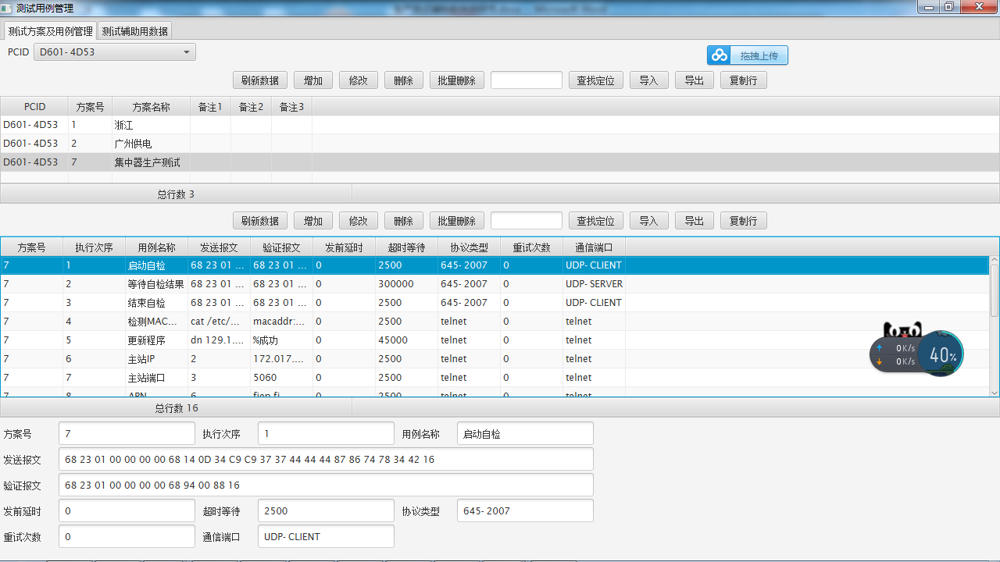 测试用例管理
测试方案及用例管理 测试辅助用数据
PCID D601- 4D53
拖拽上传
刷新数据 增加 修改 删除 批量删除 查找定位 导入 导出 复制行
PCID 方案号 方案名称 备注1 备注2 备注3
D601- 4D53 1 浙江
D601- 4D53 2 广州供电
D601- 4D53 7 集中器生产测试
总行数 3
刷新数据 增加 修改 删除 批量删除 查找定位 导入 导出 复制行
方案号 执行次序 用例名称 发送报文 验证报文 发前延时 超时等待 协议类型 重试次数 通信端口
7 1 启动自检 68 23 01 ... 68 23 01 ... 0 2500 645- 2007 0 UDP- CLIENT
7 2 等待自检结果 68 23 01 ... 68 23 01 ... 0 300000 645- 2007 0 UDP- SERVER
7 3 结束自检 68 23 01 ... 68 23 01 ... 0 2500 645- 2007 0 UDP- CLIENT
7 4 检测MAC... cat /etc/... macaddr:... 0 2500 telnet 0 telnet
7 5 更新程序 dn 129.1.... %成功 0 45000 telnet 0 telnet
7 6 主站IP 2 172.017.... 0 2500 telnet 0 telnet
7 7 主站端口 3 5060 0 2500 telnet 0 telnet
7 8 APN 6 0 2500 telnet 0 telnet
0K/s
0K/s
40%
总行数 16
方案号 7 执行次序 1 用例名称 启动自检
发送报文 68 23 01 00 00 00 00 68 14 0D 34 C9 C9 37 37 44 44 44 87 86 74 78 34 42 16
验证报文 68 23 01 00 00 00 00 68 94 00 88 16
发前延时 0 超时等待 2500 协议类型 645- 2007
重试次数 0 通信端口 UDP- CLIENT